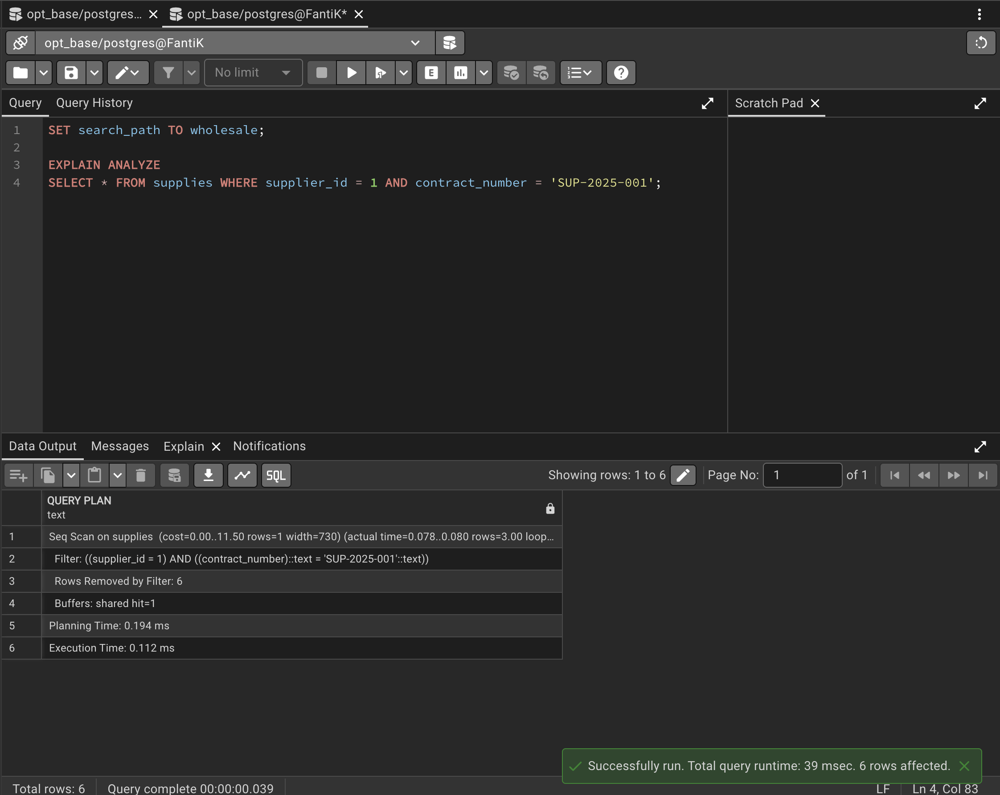 opt_base/postgres...
opt_base/postgres@FantiK*
opt_base/postgres@FantiK
No limit
E
Query
Query History
Scratch Pad
1 SET search_path TO wholesale;
2
3 EXPLAIN ANALYZE
4 SELECT * FROM supplies WHERE supplier_id = 1 AND contract_number = 'SUP-2025-001';
Data Output
Messages
Explain
Notifications
SQL
Showing rows: 1 to 6
Page No: 1 of 1
QUERY PLAN
text
1 Seq Scan on supplies (cost=0.00..11.50 rows=1 width=730) (actual time=0.078..0.080 rows=3.00 loop...
2 Filter: ((supplier_id = 1) AND ((contract_number)::text = 'SUP-2025-001'::text))
3 Rows Removed by Filter: 6
4 Buffers: shared hit=1
5 Planning Time: 0.194 ms
6 Execution Time: 0.112 ms
Successfully run. Total query runtime: 39 msec. 6 rows affected.
Total rows: 6
Query complete 00:00:00.039
LF
Ln 4, Col 83